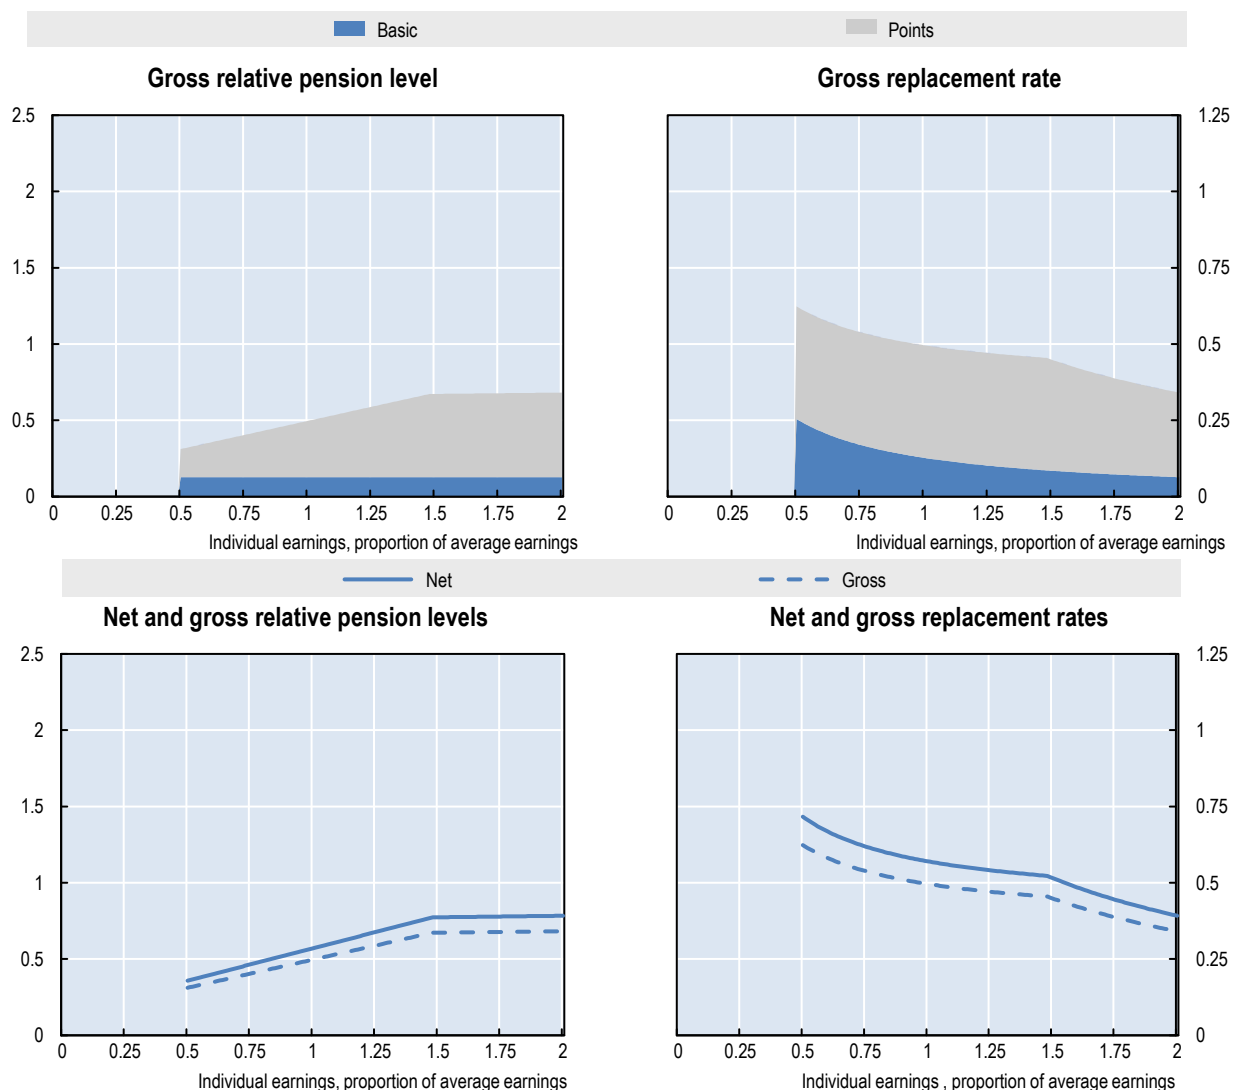 Basic Points
Gross relative pension level Gross replacement rate
2.5 1.25
2 1
1.5 0.75
1 0.5
0.5 0.25
0 0
0 0.25 0.5 0.75 1 1.25 1.5 1.75 2 0 0.25 0.5 0.75 1 1.25 1.5 1.75 2
Individual earnings, proportion of average earnings Individual earnings, proportion of average earnings
Net Gross
Net and gross relative pension levels Net and gross replacement rates
2.5 1.25
2 1
1.5 0.75
1 0.5
0.5 0.25
0 0
0 0.25 0.5 0.75 1 1.25 1.5 1.75 2 0 0.25 0.5 0.75 1 1.25 1.5 1.75 2
Individual earnings, proportion of average earnings Individual earnings , proportion of average earnings